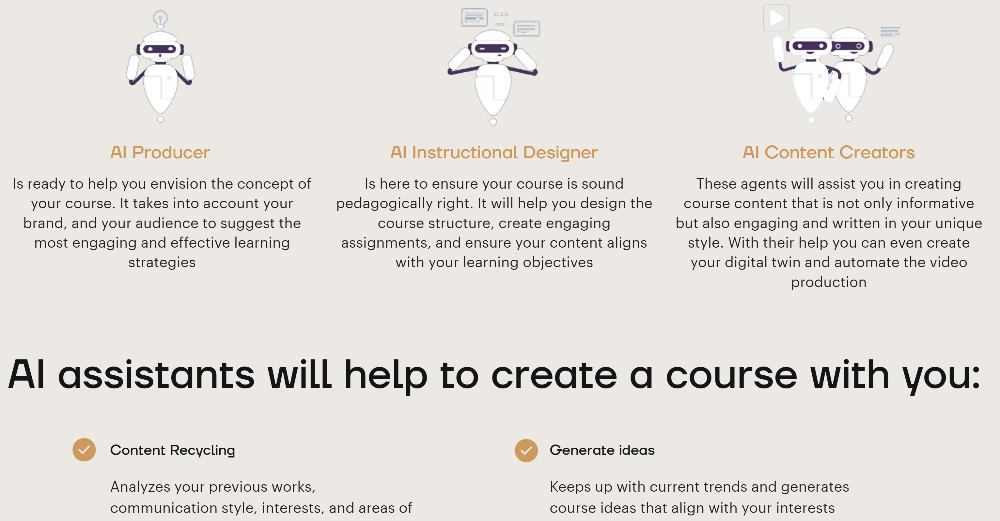 AI Producer
Is ready to help you envision the concept of
your course. It takes into account your
brand, and your audience to suggest the
most engaging and effective learning
strategies
AI Instructional Designer
Is here to ensure your course is sound
pedagogically right. It will help you design the
course structure, create engaging
assignments, and ensure your content aligns
with your learning objectives
AI Content Creators
These agents will assist you in creating
course content that is not only informative
but also engaging and written in your unique
style. With their help you can even create
your digital twin and automate the video
production
AI assistants will help to create a course with you:
Content Recycling
Analyzes your previous works,
communication style, interests, and areas of
Generate ideas
Keeps up with current trends and generates
course ideas that align with your interests